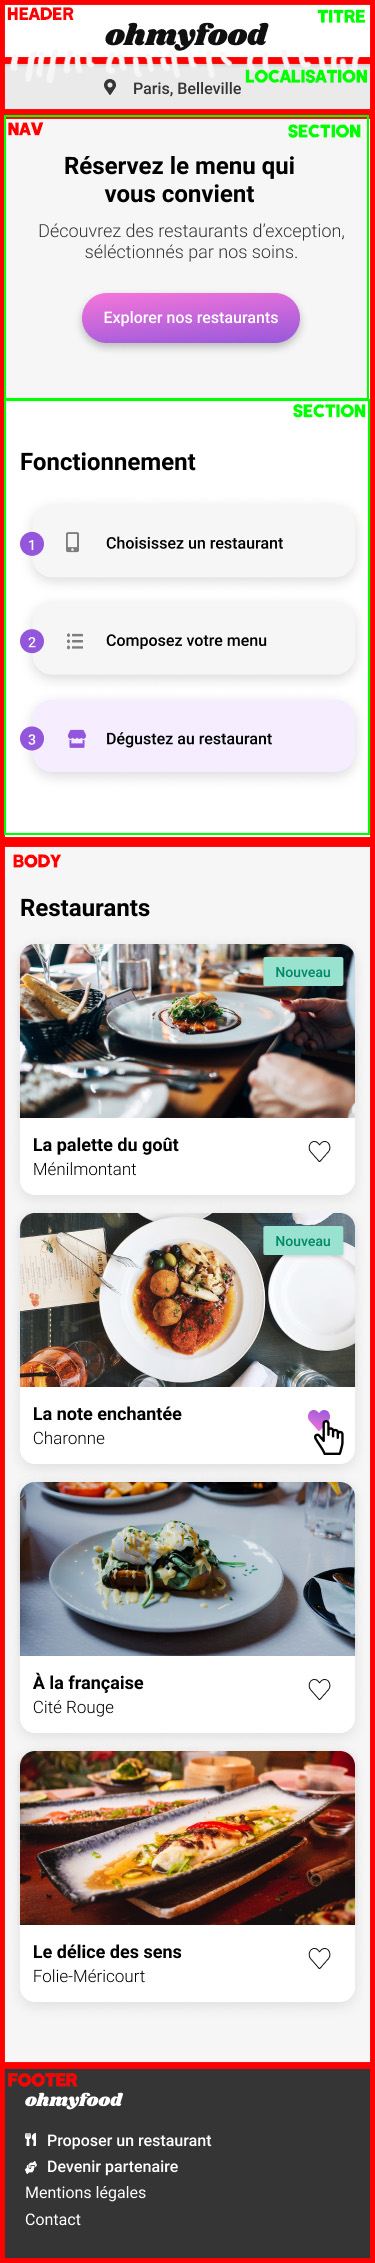 HEADER
TITRE
ohmyfood
LOCALISATION
Paris, Belleville
NAV
SECTION
Réservez le menu qui
vous convient
Découvrez des restaurants d'exception,
séléctionnés par nos soins.
Explorer nos restaurants
SECTION
Fonctionnement
1 Choisissez un restaurant
2 Composez votre menu
3 Dégustez au restaurant
BODY
Restaurants
Nouveau
La palette du goût
Ménilmontant
Nouveau
La note enchantée
Charonne
À la française
Cité Rouge
Le délice des sens
Folie-Méricourt
FOOTER
ohmyfood
Proposer un restaurant
Devenir partenaire
Mentions légales
Contact